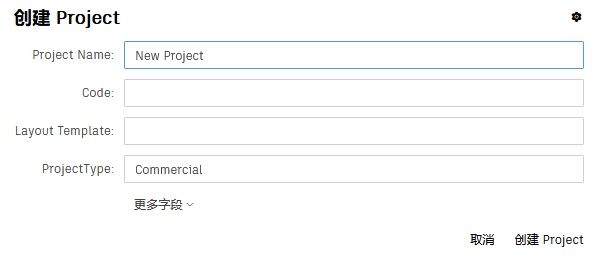 创建 Project
Project Name: New Project
Code:
Layout Template:
ProjectType: Commercial
更多字段
取消 创建 Project